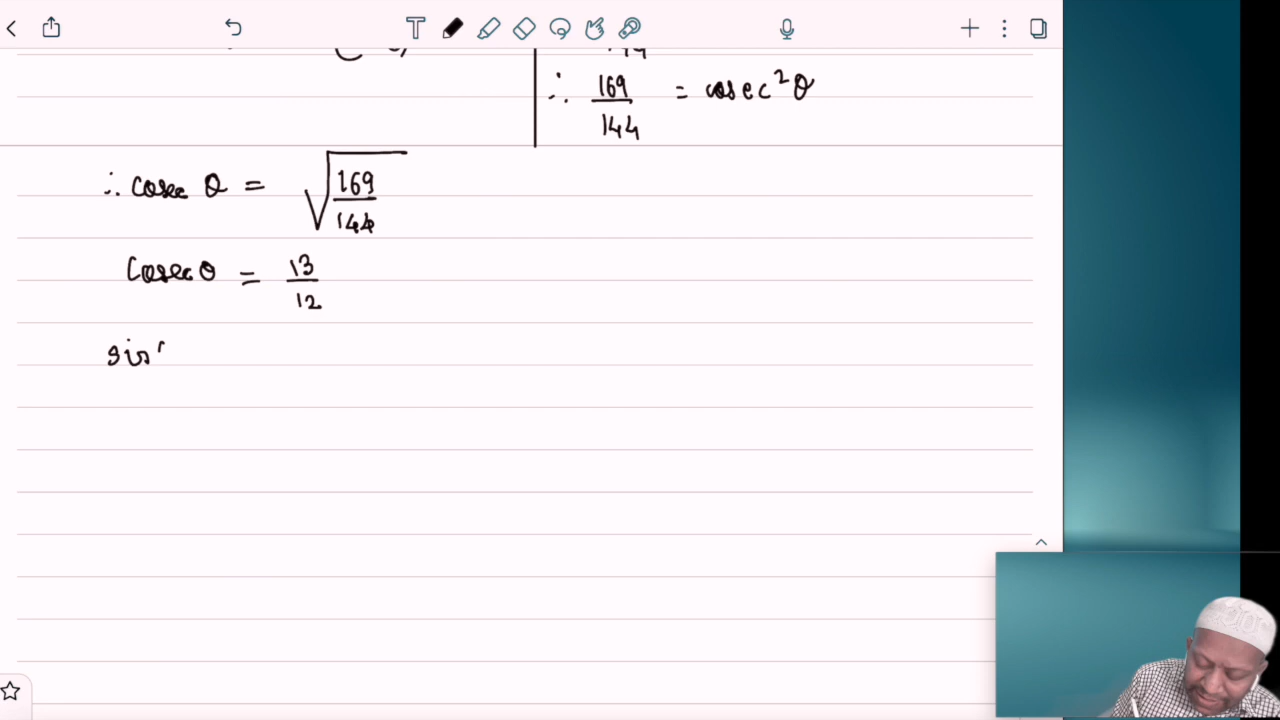 ∴ 169/144 = cosec²θ
∴ cosec θ = √(169/144)
Cosec θ = 13/12
sin